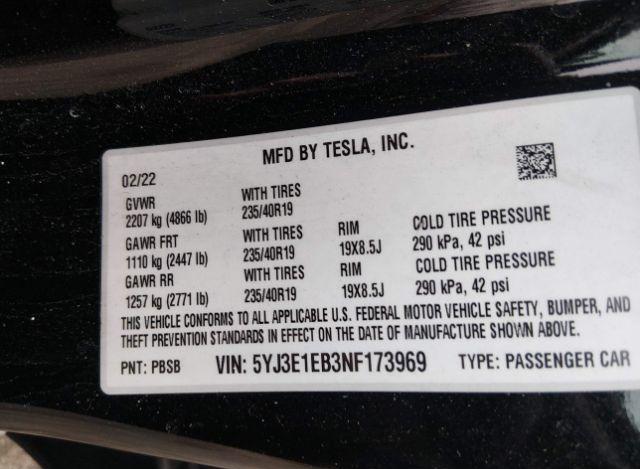 MFD BY TESLA, INC.
02/22
GVWR WITH TIRES
2207 kg (4866 lb) 235/40R19
GAWR FRT WITH TIRES RIM COLD TIRE PRESSURE
1110 kg (2447 lb) 235/40R19 19X8.5J 290 kPa, 42 psi
GAWR RR WITH TIRES RIM COLD TIRE PRESSURE
1257 kg (2771 lb) 235/40R19 19X8.5J 290 kPa, 42 psi
THIS VEHICLE CONFORMS TO ALL APPLICABLE U.S. FEDERAL MOTOR VEHICLE SAFETY, BUMPER, AND
THEFT PREVENTION STANDARDS IN EFFECT ON THE DATE OF MANUFACTURE SHOWN ABOVE.
PNT: PBSB VIN: 5YJ3E1EB3NF173969 TYPE: PASSENGER CAR